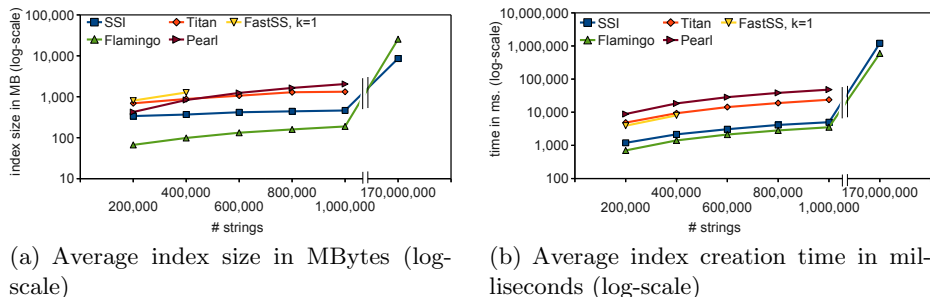 SSI Titan FastSS, k=1
Flamingo Pearl
index size in MB (log-scale)
100,000
10,000
1,000
100
10
200,000
400,000
600,000
800,000
1,000,000
170,000,000
# strings
(a) Average index size in MBytes (log-
scale)
SSI Titan FastSS, k=1
Flamingo Pearl
time in ms. (log-scale)
10,000,000
1,000,000
100,000
10,000
1,000
100
200,000
400,000
600,000
800,000
1,000,000
170,000,000
# strings
(b) Average index creation time in mil-
liseconds (log-scale)